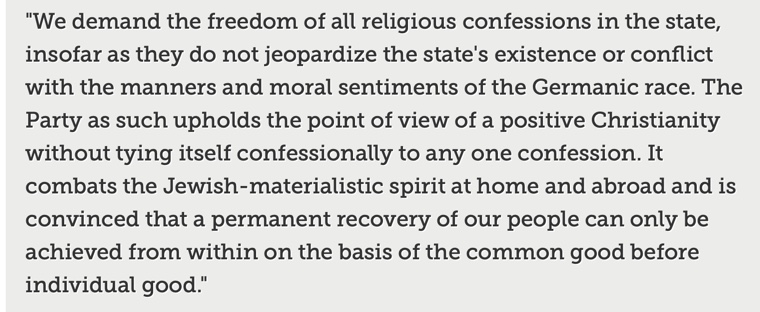 "We demand the freedom of all religious confessions in the state,
insofar as they do not jeopardize the state's existence or conflict
with the manners and moral sentiments of the Germanic race. The
Party as such upholds the point of view of a positive Christianity
without tying itself confessionally to any one confession. It
combats the Jewish-materialistic spirit at home and abroad and is
convinced that a permanent recovery of our people can only be
achieved from within on the basis of the common good before
individual good."